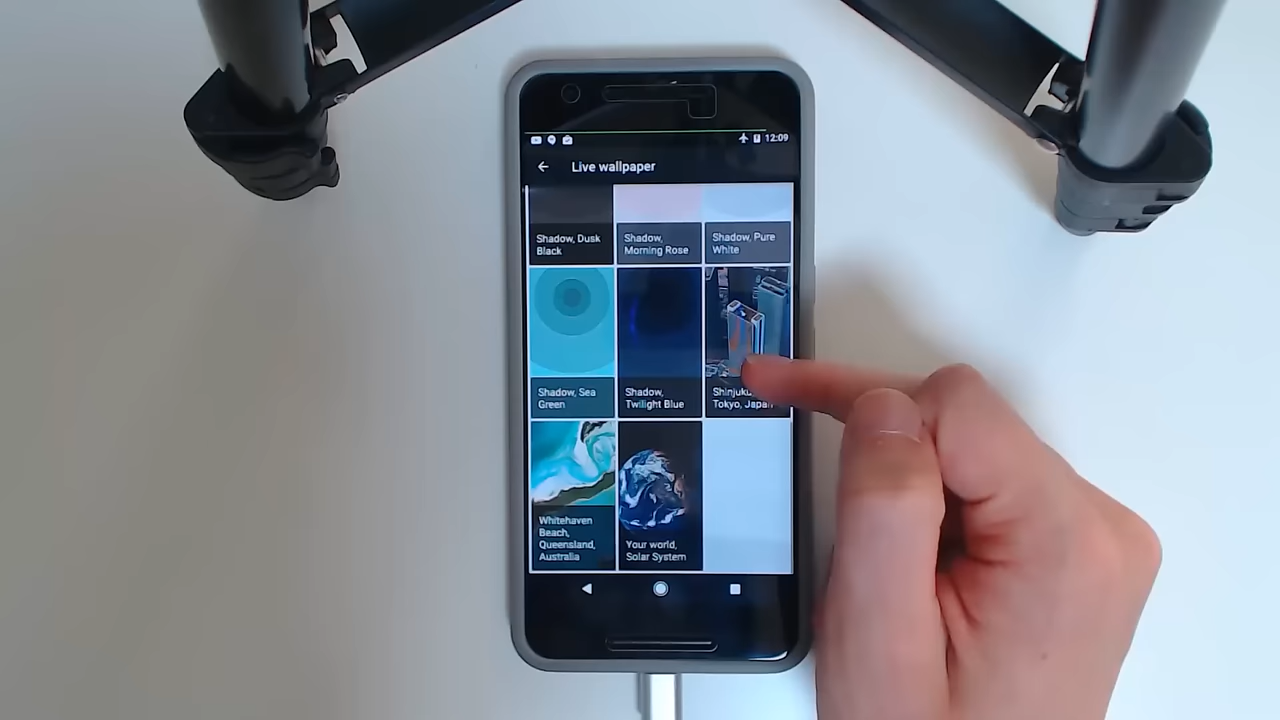 12:09
Live wallpaper
Shadow, Dusk
Black
Shadow,
Morning Rose
Shadow, Pure
White
Shadow, Sea
Green
Shadow,
Twilight Blue
Shinjuku,
Tokyo, Japan
Whitehaven
Beach,
Queensland,
Australia
Your world,
Solar System